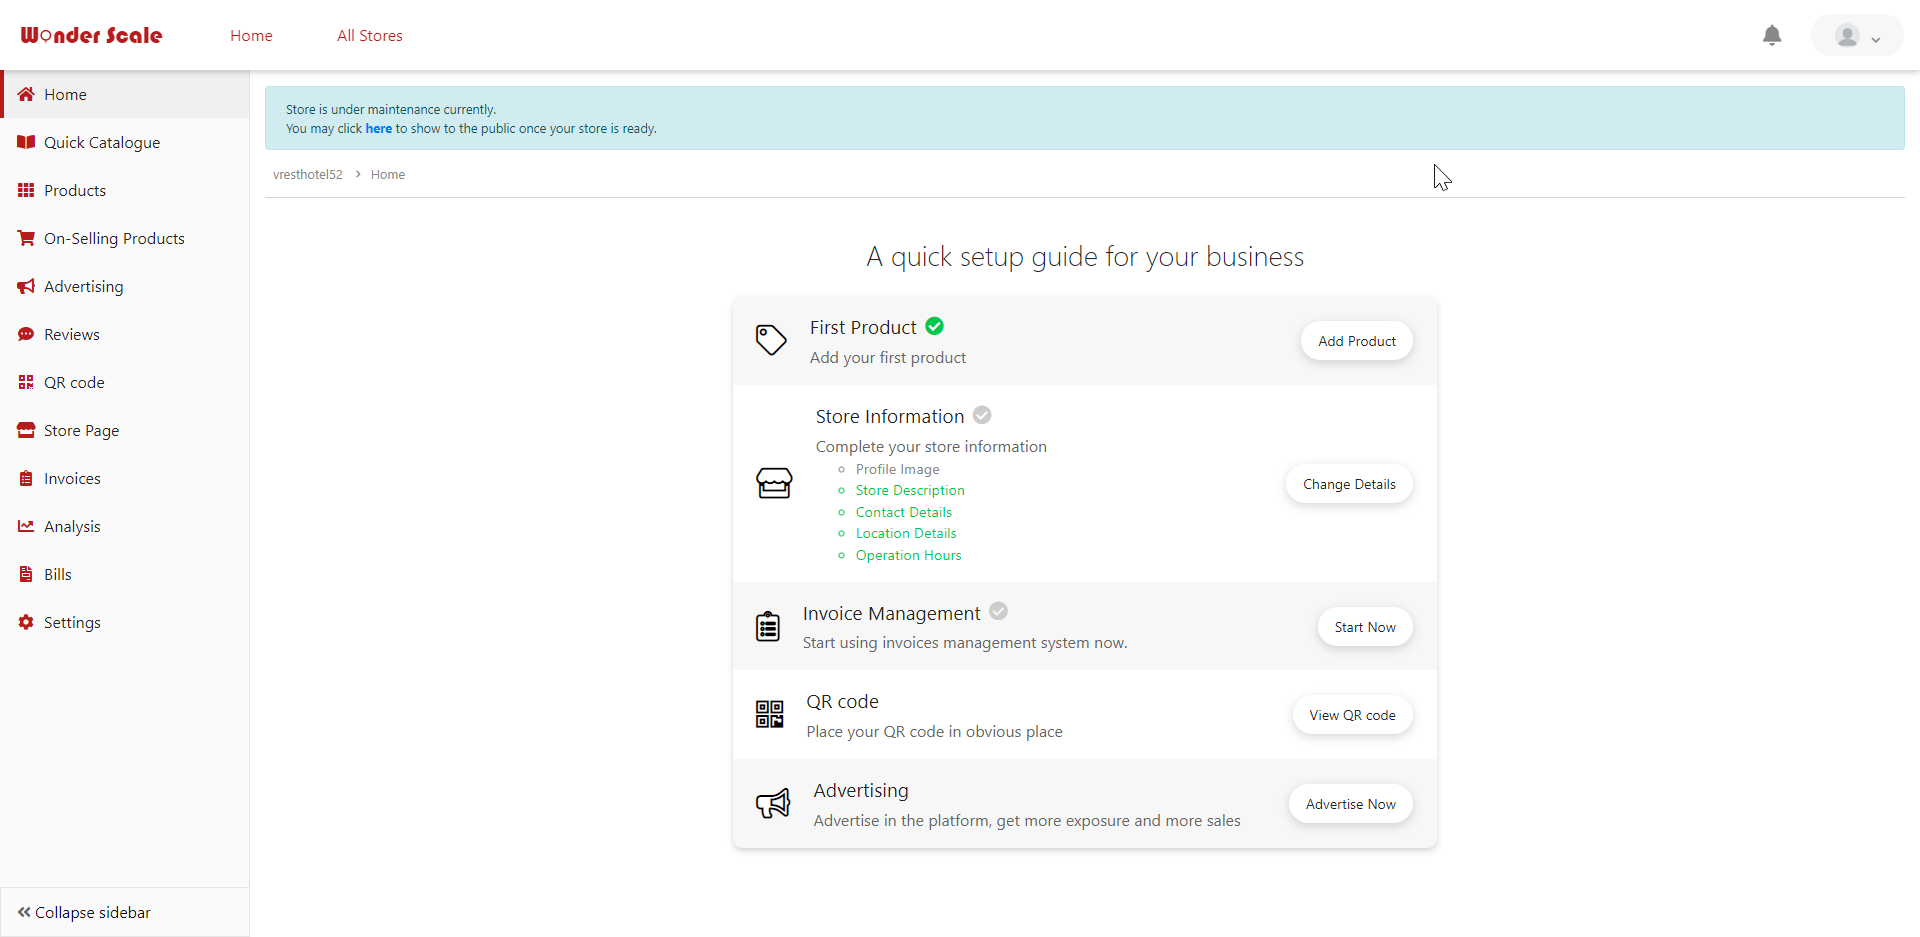 Wonder Scale
Home
All Stores
Home
Quick Catalogue
Products
On-Selling Products
Advertising
Reviews
QR code
Store Page
Invoices
Analysis
Bills
Settings
Collapse sidebar
Store is under maintenance currently.
You may click here to show to the public once your store is ready.
vresthotel52 > Home
A quick setup guide for your business
First Product
Add your first product
Add Product
Store Information
Complete your store information
Profile Image
Store Description
Contact Details
Location Details
Operation Hours
Change Details
Invoice Management
Start using invoices management system now.
Start Now
QR code
Place your QR code in obvious place
View QR code
Advertising
Advertise in the platform, get more exposure and more sales
Advertise Now